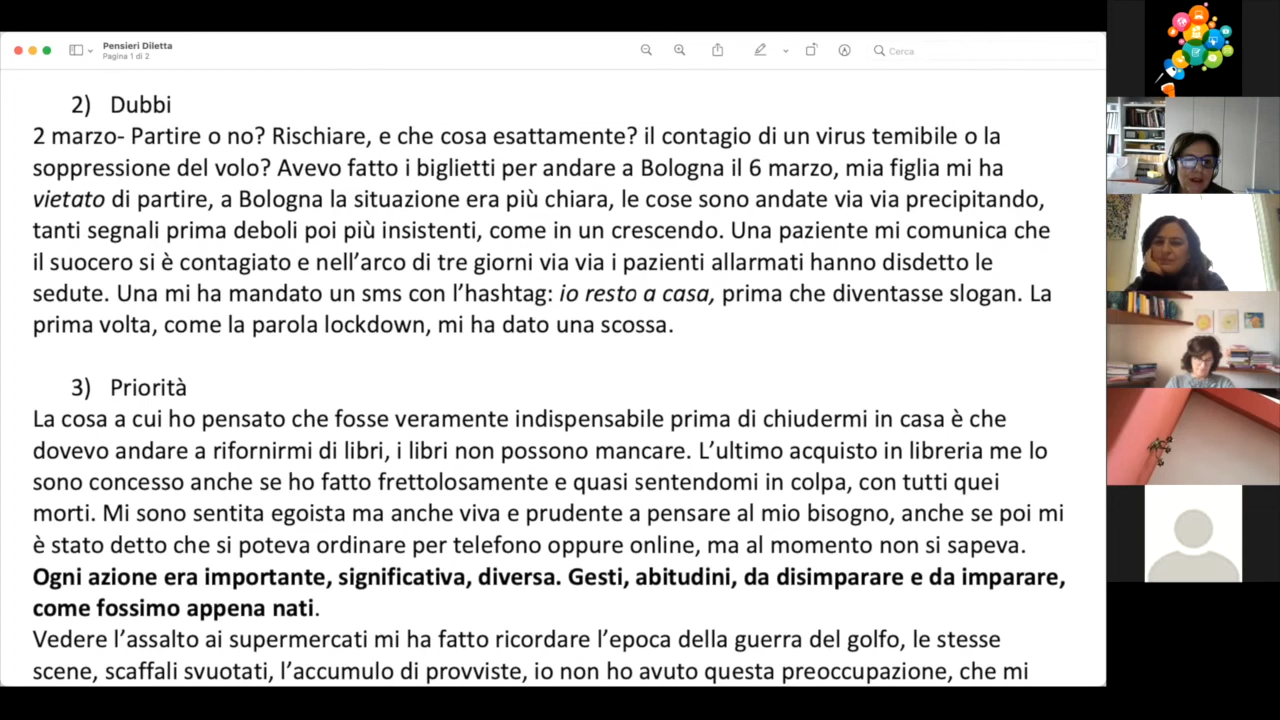 Pensieri Diletta
Pagina 1 di 2
Cerca
2) Dubbi
2 marzo- Partire o no? Rischiare, e che cosa esattamente? il contagio di un virus temibile o la
soppressione del volo? Avevo fatto i biglietti per andare a Bologna il 6 marzo, mia figlia mi ha
vietato di partire, a Bologna la situazione era più chiara, le cose sono andate via via precipitando,
tanti segnali prima deboli poi più insistenti, come in un crescendo. Una paziente mi comunica che
il suocero si è contagiato e nell’arco di tre giorni via via i pazienti allarmati hanno disdetto le
sedute. Una mi ha mandato un sms con l’hashtag: io resto a casa, prima che diventasse slogan. La
prima volta, come la parola lockdown, mi ha dato una scossa.
3) Priorità
La cosa a cui ho pensato che fosse veramente indispensabile prima di chiudermi in casa è che
dovevo andare a rifornirmi di libri, i libri non possono mancare. L’ultimo acquisto in libreria me lo
sono concesso anche se ho fatto frettolosamente e quasi sentendomi in colpa, con tutti quei
morti. Mi sono sentita egoista ma anche viva e prudente a pensare al mio bisogno, anche se poi mi
è stato detto che si poteva ordinare per telefono oppure online, ma al momento non si sapeva.
Ogni azione era importante, significativa, diversa. Gesti, abitudini, da disimparare e da imparare,
come fossimo appena nati.
Vedere l’assalto ai supermercati mi ha fatto ricordare l’epoca della guerra del golfo, le stesse
scene, scaffali svuotati, l’accumulo di provviste, io non ho avuto questa preoccupazione, che mi